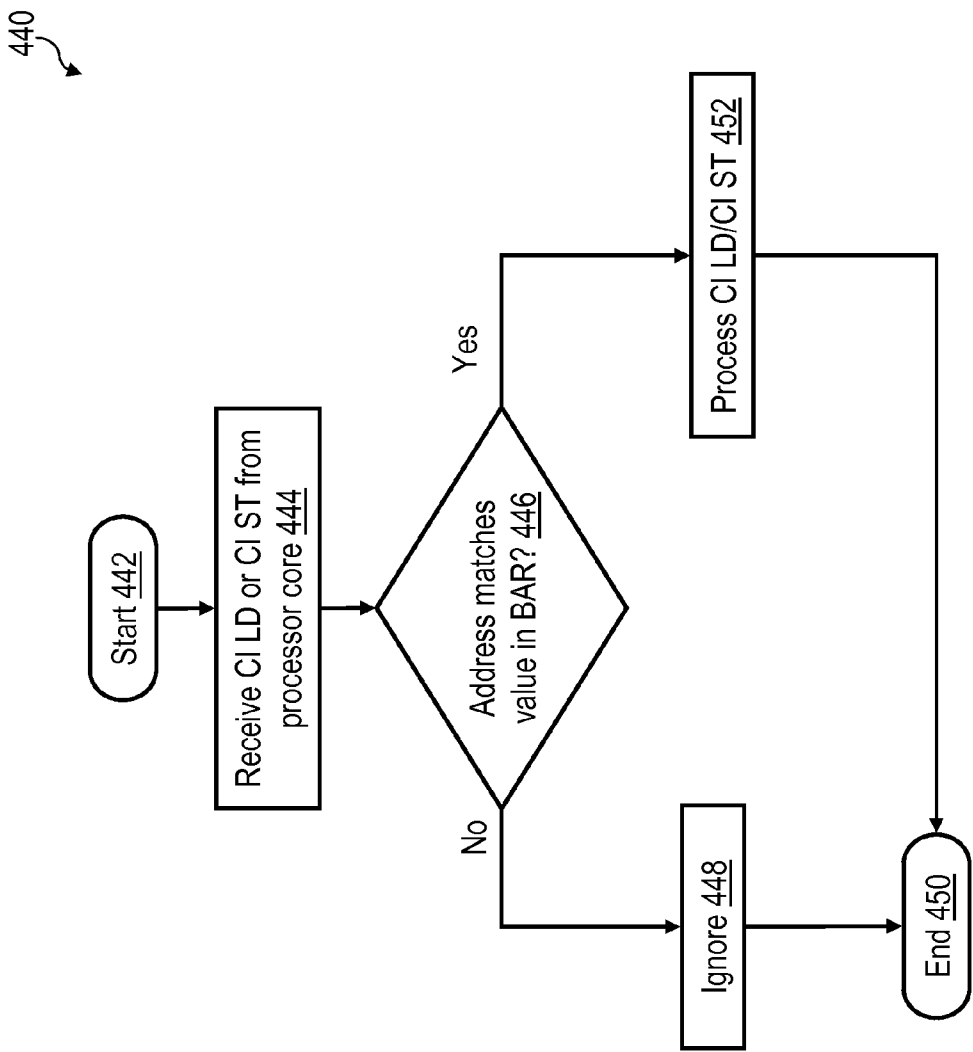 440
Start 442
Receive CI LD or CI ST from
processor core 444
Address matches
value in BAR? 446
No
Yes
Ignore 448
Process CI LD/CI ST 452
End 450